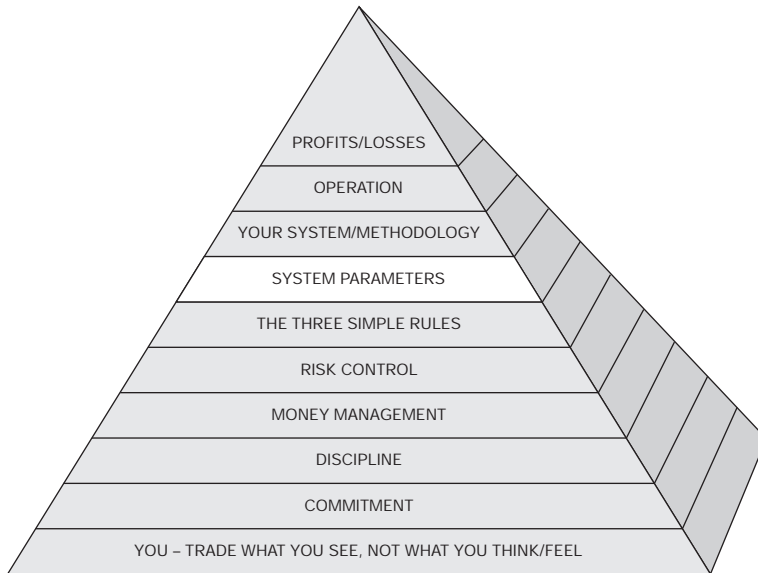 PROFITS/LOSSES
OPERATION
YOUR SYSTEM/METHODOLOGY
SYSTEM PARAMETERS
THE THREE SIMPLE RULES
RISK CONTROL
MONEY MANAGEMENT
DISCIPLINE
COMMITMENT
YOU – TRADE WHAT YOU SEE, NOT WHAT YOU THINK/FEEL